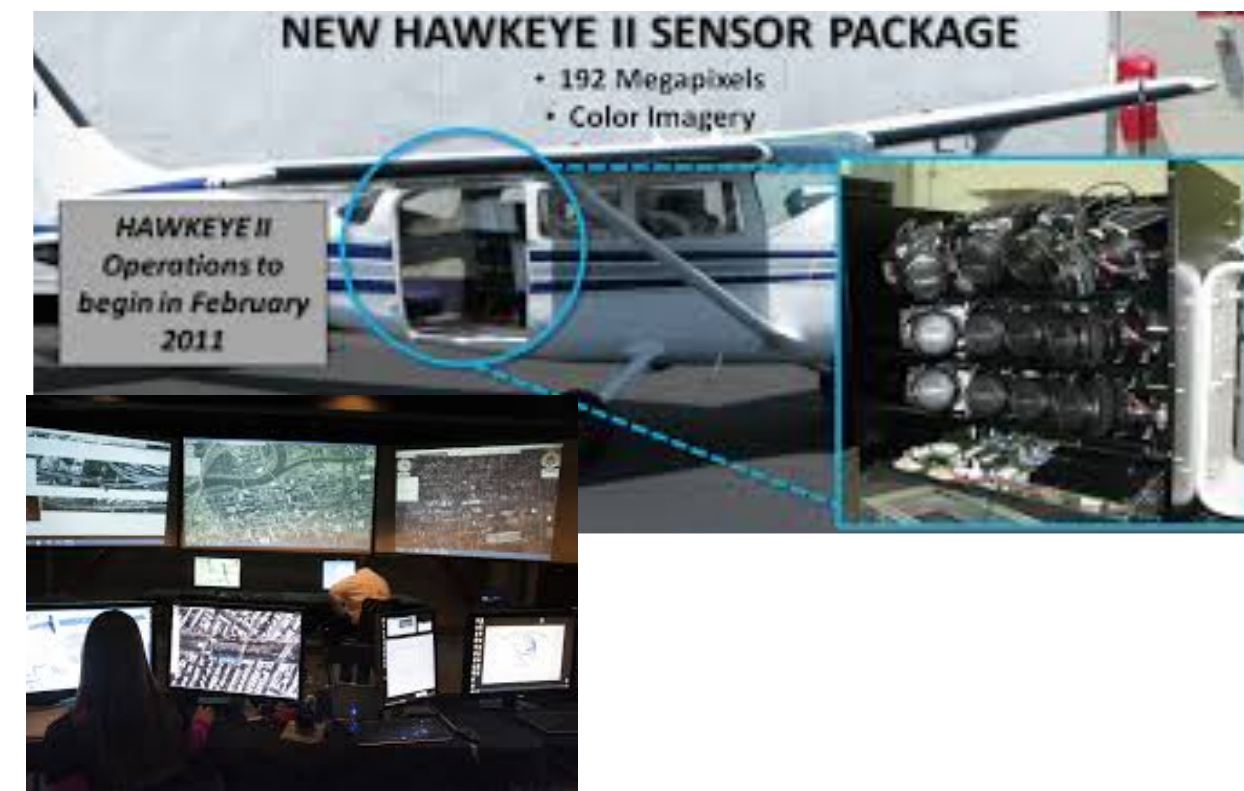 NEW HAWKEYE II SENSOR PACKAGE
• 192 Megapixels
• Color Imagery
HAWKEYE II
Operations to
begin in February
2011